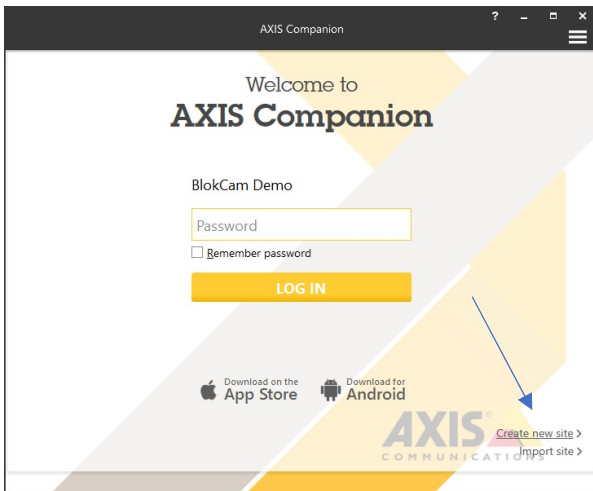 AXIS Companion
?
Welcome to
AXIS Companion
BlokCam Demo
Password
Remember password
LOG IN
Download on the
App Store
Download for
Android
AXIS
COMMUNICATIONS
Create new site >
Import site >